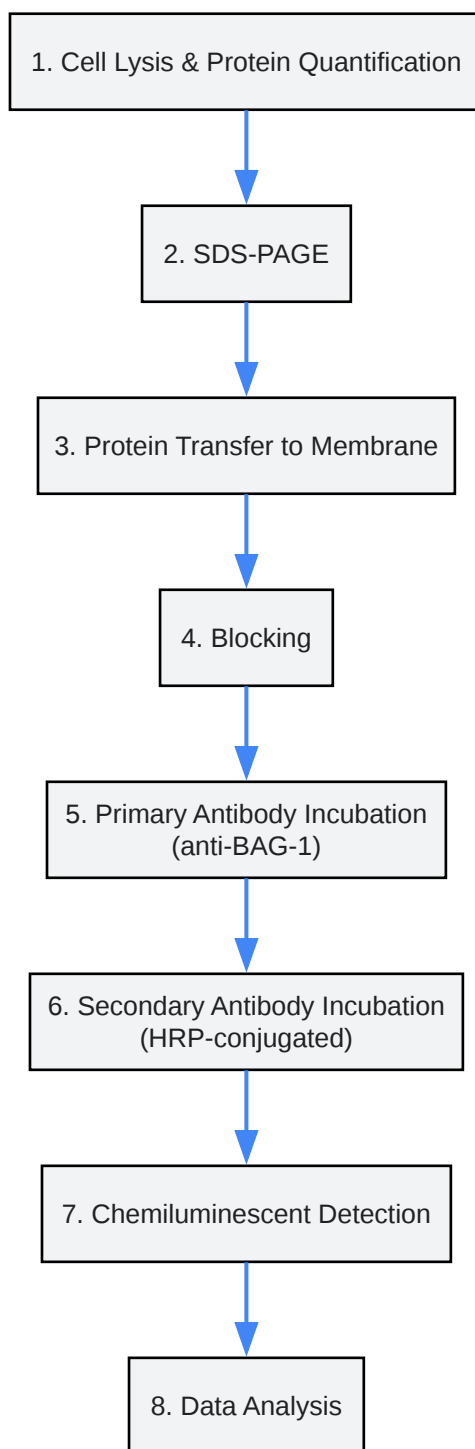 1. Cell Lysis & Protein Quantification
2. SDS-PAGE
3. Protein Transfer to Membrane
4. Blocking
5. Primary Antibody Incubation
(anti-BAG-1)
6. Secondary Antibody Incubation
(HRP-conjugated)
7. Chemiluminescent Detection
8. Data Analysis